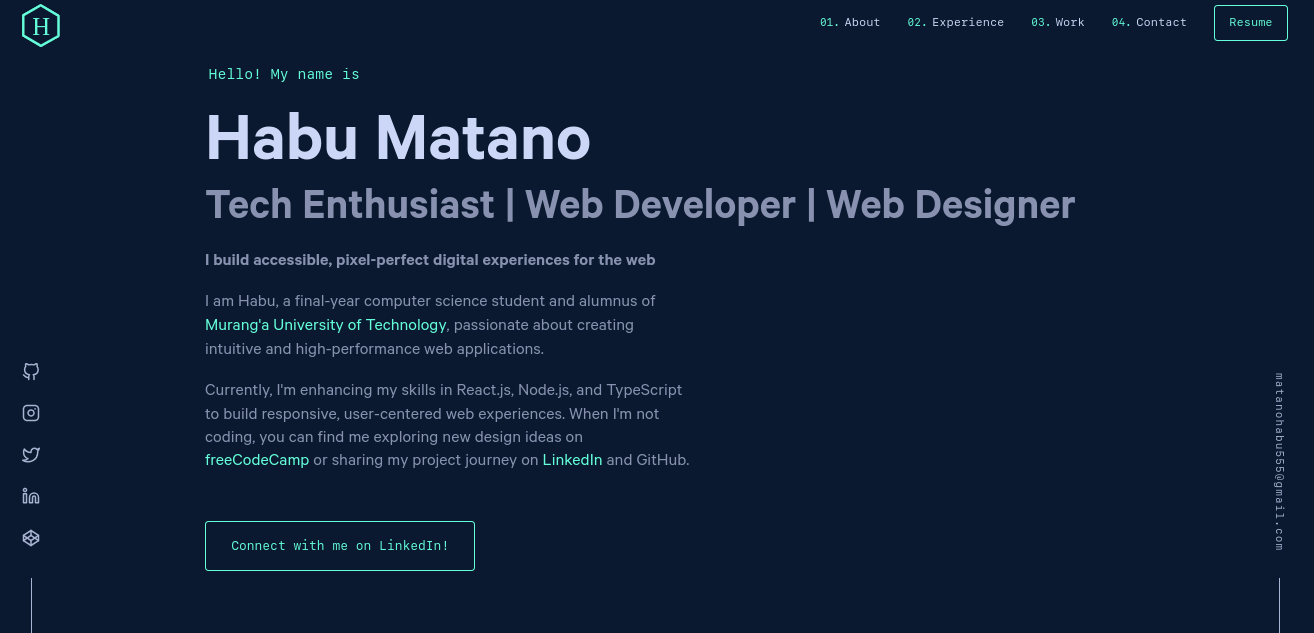 H
01. About 02. Experience 03. Work 04. Contact Resume
Hello! My name is
Habu Matano
Tech Enthusiast | Web Developer | Web Designer
I build accessible, pixel-perfect digital experiences for the web
I am Habu, a final-year computer science student and alumnus of
Murang'a University of Technology, passionate about creating
intuitive and high-performance web applications.
Currently, I'm enhancing my skills in React.js, Node.js, and TypeScript
to build responsive, user-centered web experiences. When I'm not
coding, you can find me exploring new design ideas on
freeCodeCamp or sharing my project journey on LinkedIn and GitHub.
Connect with me on LinkedIn!
matanohabu555@gmail.com